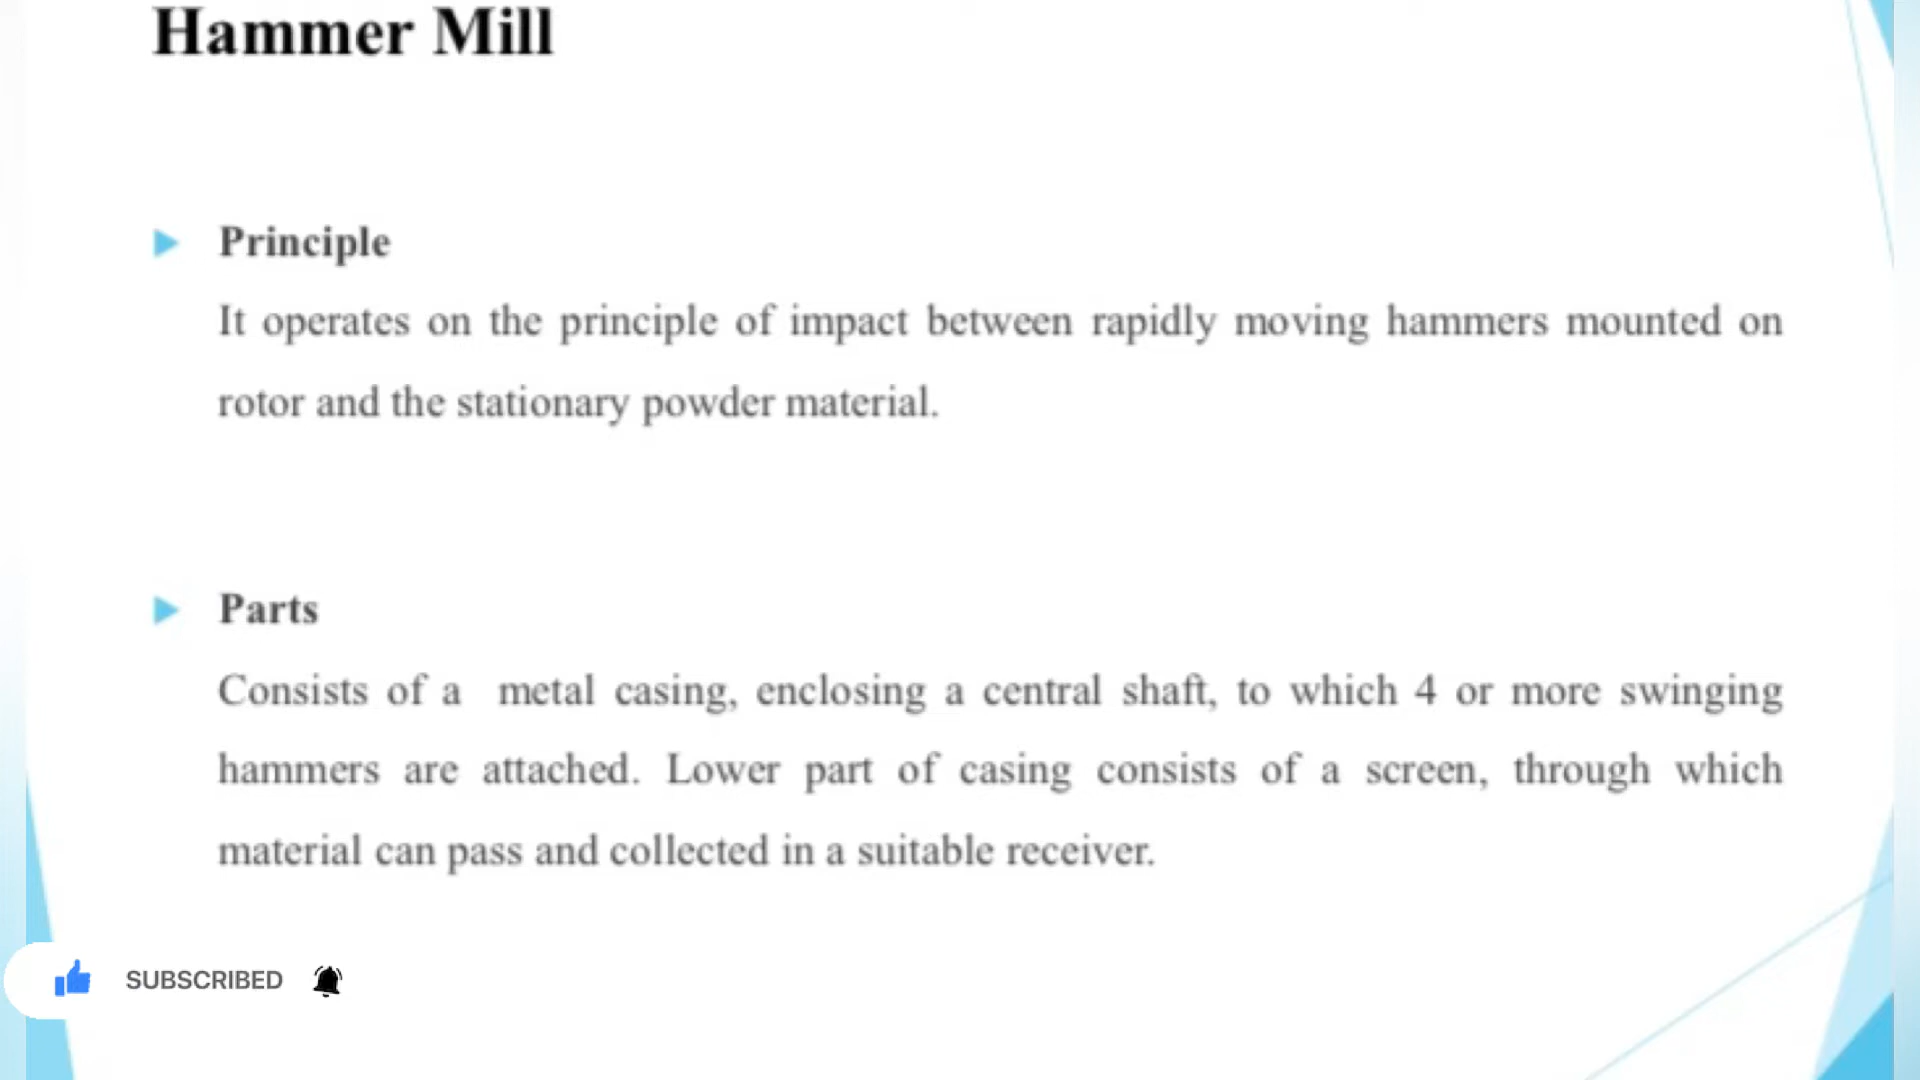 Hammer Mill
Principle
It operates on the principle of impact between rapidly moving hammers mounted on
rotor and the stationary powder material.
Parts
Consists of a metal casing, enclosing a central shaft, to which 4 or more swinging
hammers are attached. Lower part of casing consists of a screen, through which
material can pass and collected in a suitable receiver.
SUBSCRIBED